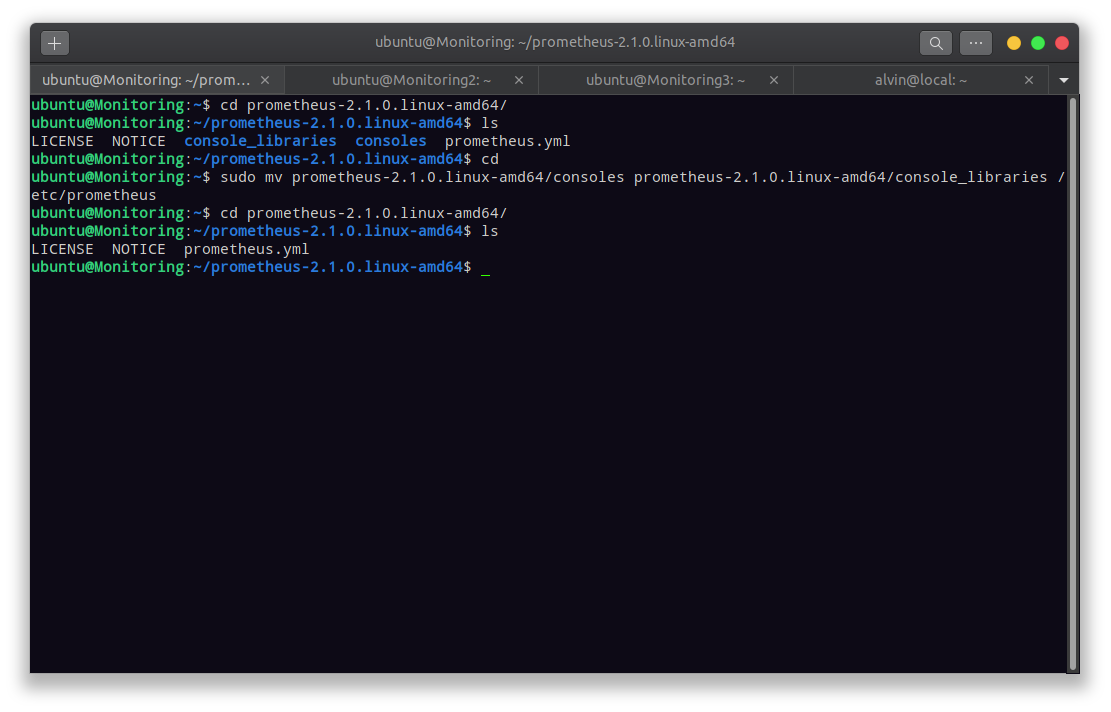 ubuntu@Monitoring: ~/prometheus-2.1.0.linux-amd64
ubuntu@Monitoring: ~/prom…
ubuntu@Monitoring2: ~
ubuntu@Monitoring3: ~
alvin@local: ~
ubuntu@Monitoring:~$ cd prometheus-2.1.0.linux-amd64/
ubuntu@Monitoring:~/prometheus-2.1.0.linux-amd64$ ls
LICENSE  NOTICE  console_libraries  consoles  prometheus.yml
ubuntu@Monitoring:~/prometheus-2.1.0.linux-amd64$ cd
ubuntu@Monitoring:~$ sudo mv prometheus-2.1.0.linux-amd64/consoles prometheus-2.1.0.linux-amd64/console_libraries /
etc/prometheus
ubuntu@Monitoring:~$ cd prometheus-2.1.0.linux-amd64/
ubuntu@Monitoring:~/prometheus-2.1.0.linux-amd64$ ls
LICENSE  NOTICE  prometheus.yml
ubuntu@Monitoring:~/prometheus-2.1.0.linux-amd64$ _